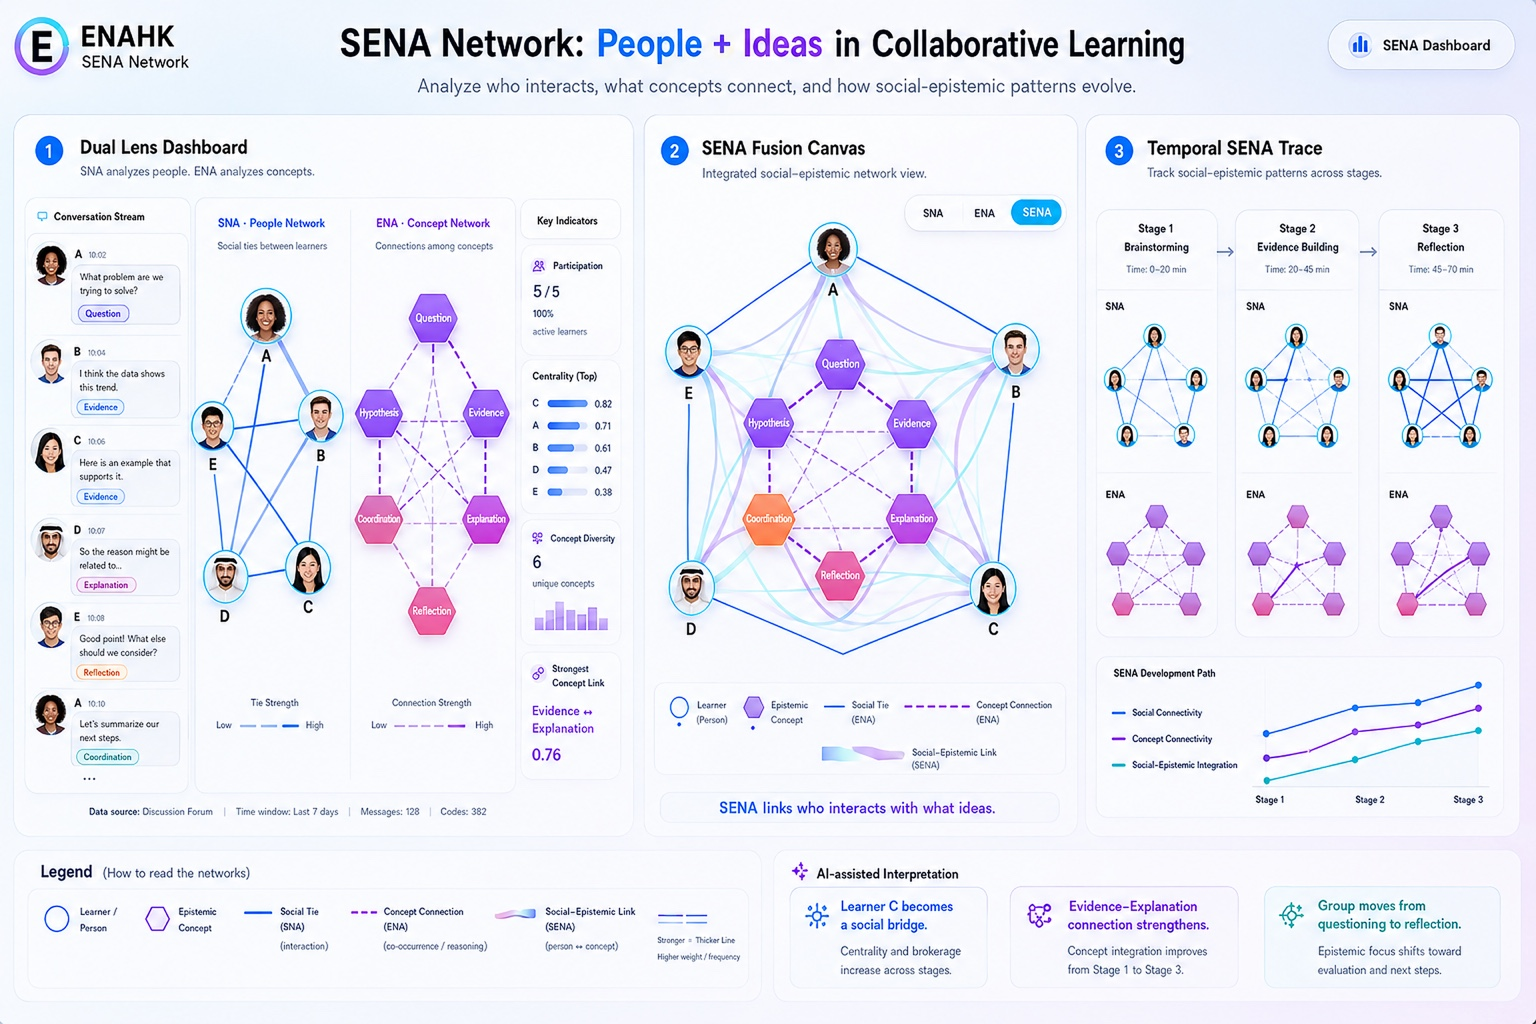 E
ENAHK
SENA Network
SENA Network: People + Ideas in Collaborative Learning
Analyze who interacts, what concepts connect, and how social-epistemic patterns evolve.
SENA Dashboard
1
Dual Lens Dashboard
SNA analyzes people. ENA analyzes concepts.
Conversation Stream
A 10:02
What problem are we
trying to solve?
Question
B 10:04
I think the data shows
this trend.
Evidence
C 10:06
Here is an example that
supports it.
Evidence
D 10:07
So the reason might be
related to...
Explanation
E 10:08
Good point! What else
should we consider?
Reflection
A 10:10
Let's summarize our
next steps.
Coordination
...
SNA · People Network
Social ties between learners
A
B
E
D
C
Tie Strength
Low High
ENA · Concept Network
Connections among concepts
Question
Hypothesis
Evidence
Coordination
Explanation
Reflection
Connection Strength
Low High
Key Indicators
Participation
5 / 5
100%
active learners
Centrality (Top)
C 0.82
A 0.71
B 0.61
D 0.47
E 0.38
Concept Diversity
6
unique concepts
Strongest
Concept Link
Evidence ↔
Explanation
0.76
Data source: Discussion Forum | Time window: Last 7 days | Messages: 128 | Codes: 382
2
SENA Fusion Canvas
Integrated social-epistemic network view.
SNA ENA SENA
A
E
B
D
C
Question
Hypothesis
Evidence
Coordination
Explanation
Reflection
Learner
(Person)
Epistemic
Concept
Social Tie
(ENA)
Concept Connection
(ENA)
Social-Epistemic Link
(SENA)
SENA links who interacts with what ideas.
3
Temporal SENA Trace
Track social-epistemic patterns across stages.
Stage 1
Brainstorming
Time: 0-20 min
SNA
ENA
Stage 2
Evidence Building
Time: 20-45 min
SNA
ENA
Stage 3
Reflection
Time: 45-70 min
SNA
ENA
SENA Development Path
Social Connectivity
Concept Connectivity
Social-Epistemic Integration
Stage 1 Stage 2 Stage 3
Legend (How to read the networks)
Learner /
Person
Epistemic
Concept
Social Tie
(SNA)
(interaction)
Concept Connection
(ENA)
(co-occurrence / reasoning)
Social-Epistemic Link
(SENA)
(person ↔ concept)
Stronger = Thicker Line
Higher weight / frequency
AI-assisted Interpretation
Learner C becomes
a social bridge.
Centrality and brokerage
increase across stages.
Evidence-Explanation
connection strengthens.
Concept integration improves
from Stage 1 to Stage 3.
Group moves from
questioning to reflection.
Epistemic focus shifts toward
evaluation and next steps.